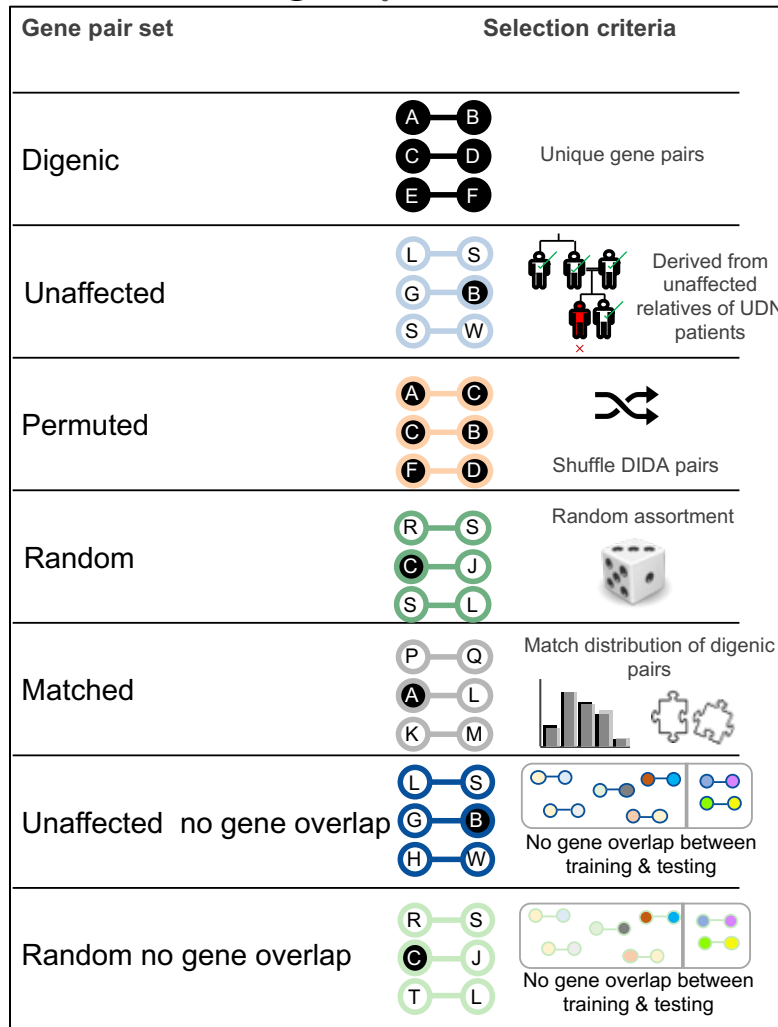 Gene pair set Selection criteria
A B
Digenic
C D
Unique gene pairs
E F
L S
Unaffected
G B
S W
Derived from
unaffected
relatives of UDN
patients
A C
Permuted
C B
F D
Shuffle DIDA pairs
R S
Random
C J
S L
Random assortment
P Q
Matched
A L
K M
Match distribution of digenic
pairs
L S
Unaffected no gene overlap
G B
H W
No gene overlap between
training & testing
R S
Random no gene overlap
C J
T L
No gene overlap between
training & testing